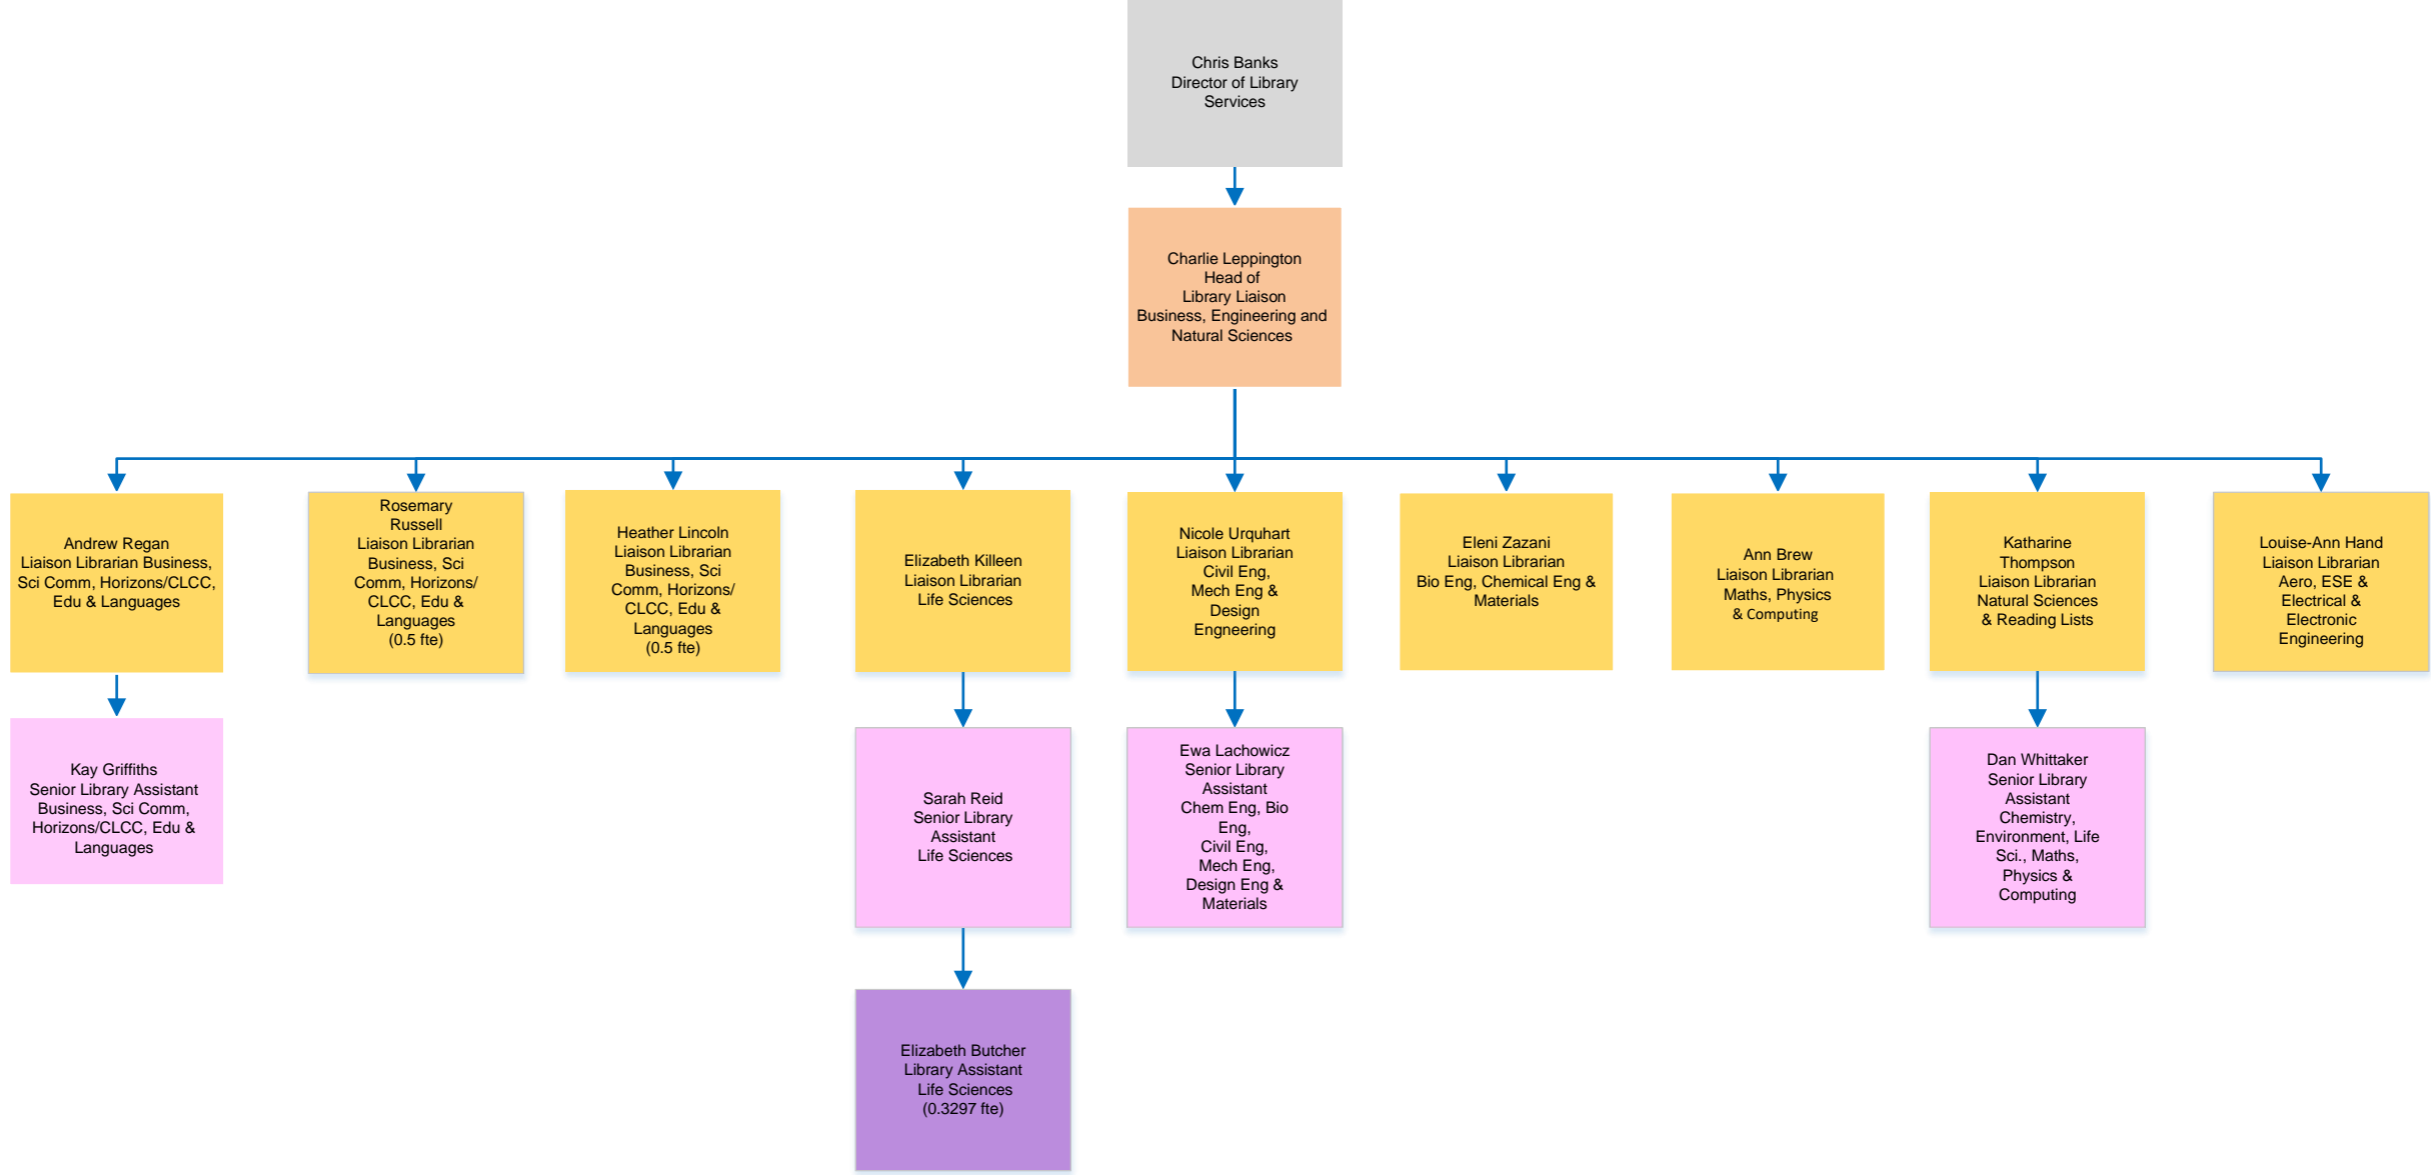 Chris Banks
Director of Library
Services
Charlie Leppington
Head of
Library Liaison
Business, Engineering and
Natural Sciences
Andrew Regan
Liaison Librarian Business,
Sci Comm, Horizons/CLCC,
Edu & Languages
Rosemary
Russell
Liaison Librarian
Business, Sci
Comm, Horizons/
CLCC, Edu &
Languages
(0.5 fte)
Heather Lincoln
Liaison Librarian
Business, Sci
Comm, Horizons/
CLCC, Edu &
Languages
(0.5 fte)
Elizabeth Killeen
Liaison Librarian
Life Sciences
Nicole Urquhart
Liaison Librarian
Civil Eng,
Mech Eng &
Design
Engneering
Eleni Zazani
Liaison Librarian
Bio Eng, Chemical Eng &
Materials
Ann Brew
Liaison Librarian
Maths, Physics
& Computing
Katharine
Thompson
Liaison Librarian
Natural Sciences
& Reading Lists
Louise-Ann Hand
Liaison Librarian
Aero, ESE &
Electrical &
Electronic
Engineering
Kay Griffiths
Senior Library Assistant
Business, Sci Comm,
Horizons/CLCC, Edu &
Languages
Sarah Reid
Senior Library
Assistant
Life Sciences
Ewa Lachowicz
Senior Library
Assistant
Chem Eng, Bio
Eng,
Civil Eng,
Mech Eng,
Design Eng &
Materials
Dan Whittaker
Senior Library
Assistant
Chemistry,
Environment, Life
Sci., Maths,
Physics &
Computing
Elizabeth Butcher
Library Assistant
Life Sciences
(0.3297 fte)